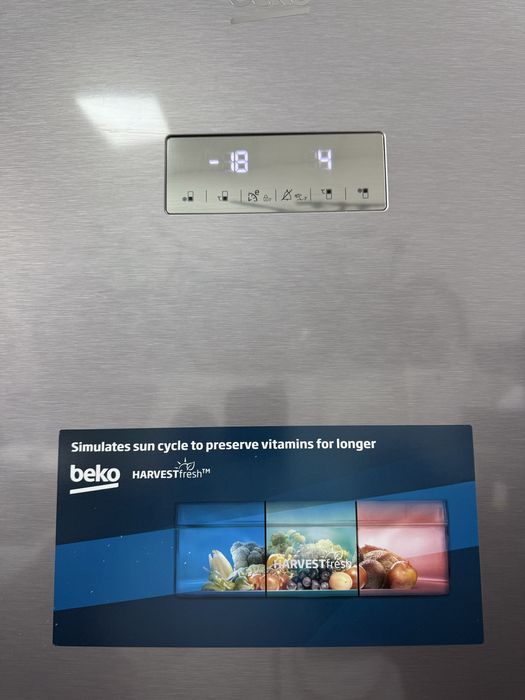 -18 4
Simulates sun cycle to preserve vitamins for longer
beko HARVESTfresh™
HARVESTfresh